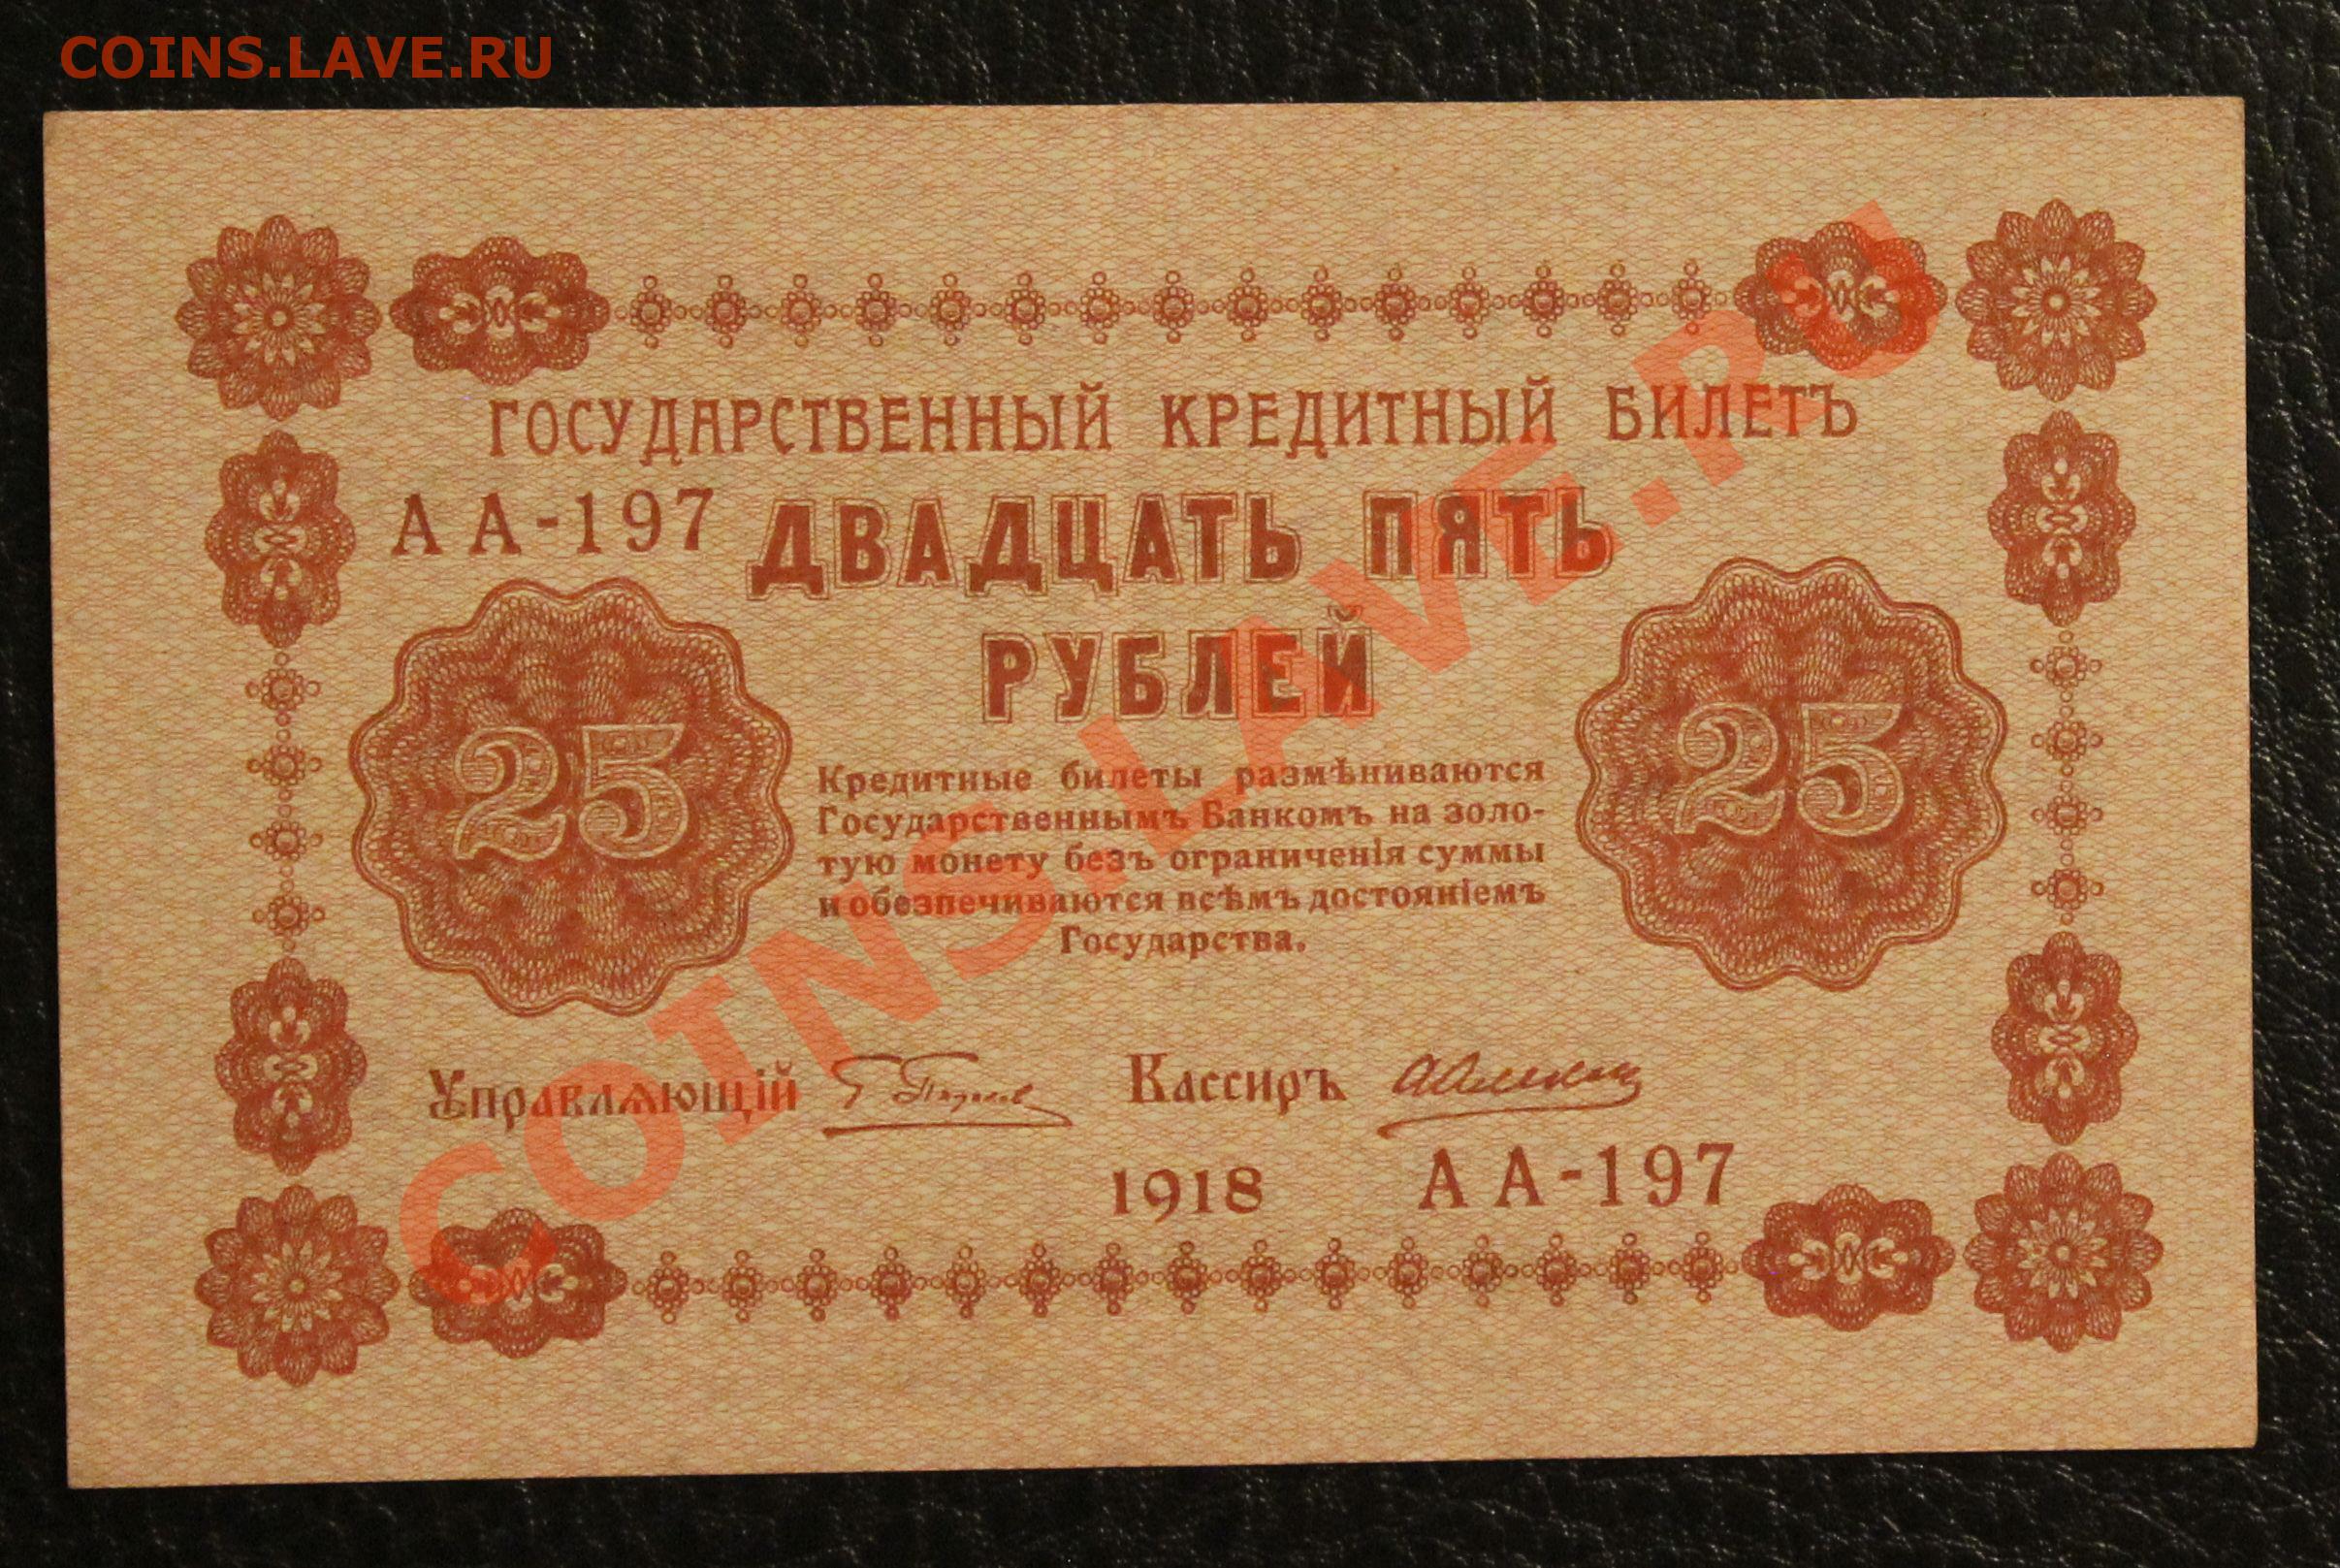 COINS.LAVE.RU
ГОСУДАРСТВЕННЫЙ КРЕДИТНЫЙ БИЛЕТЪ
АА-197 ДВАДЦАТЬ ПЯТЬ
РУБЛЕЙ
25 25
Кредитные билеты размѣниваются
Государственнымъ Банкомъ на золо-
тую монету безъ ограниченія суммы
и обезпечиваются всѣмъ достояніемъ
Государства.
Управляющій Кассиръ
1918 АА-197
COINS.LAVE.RU